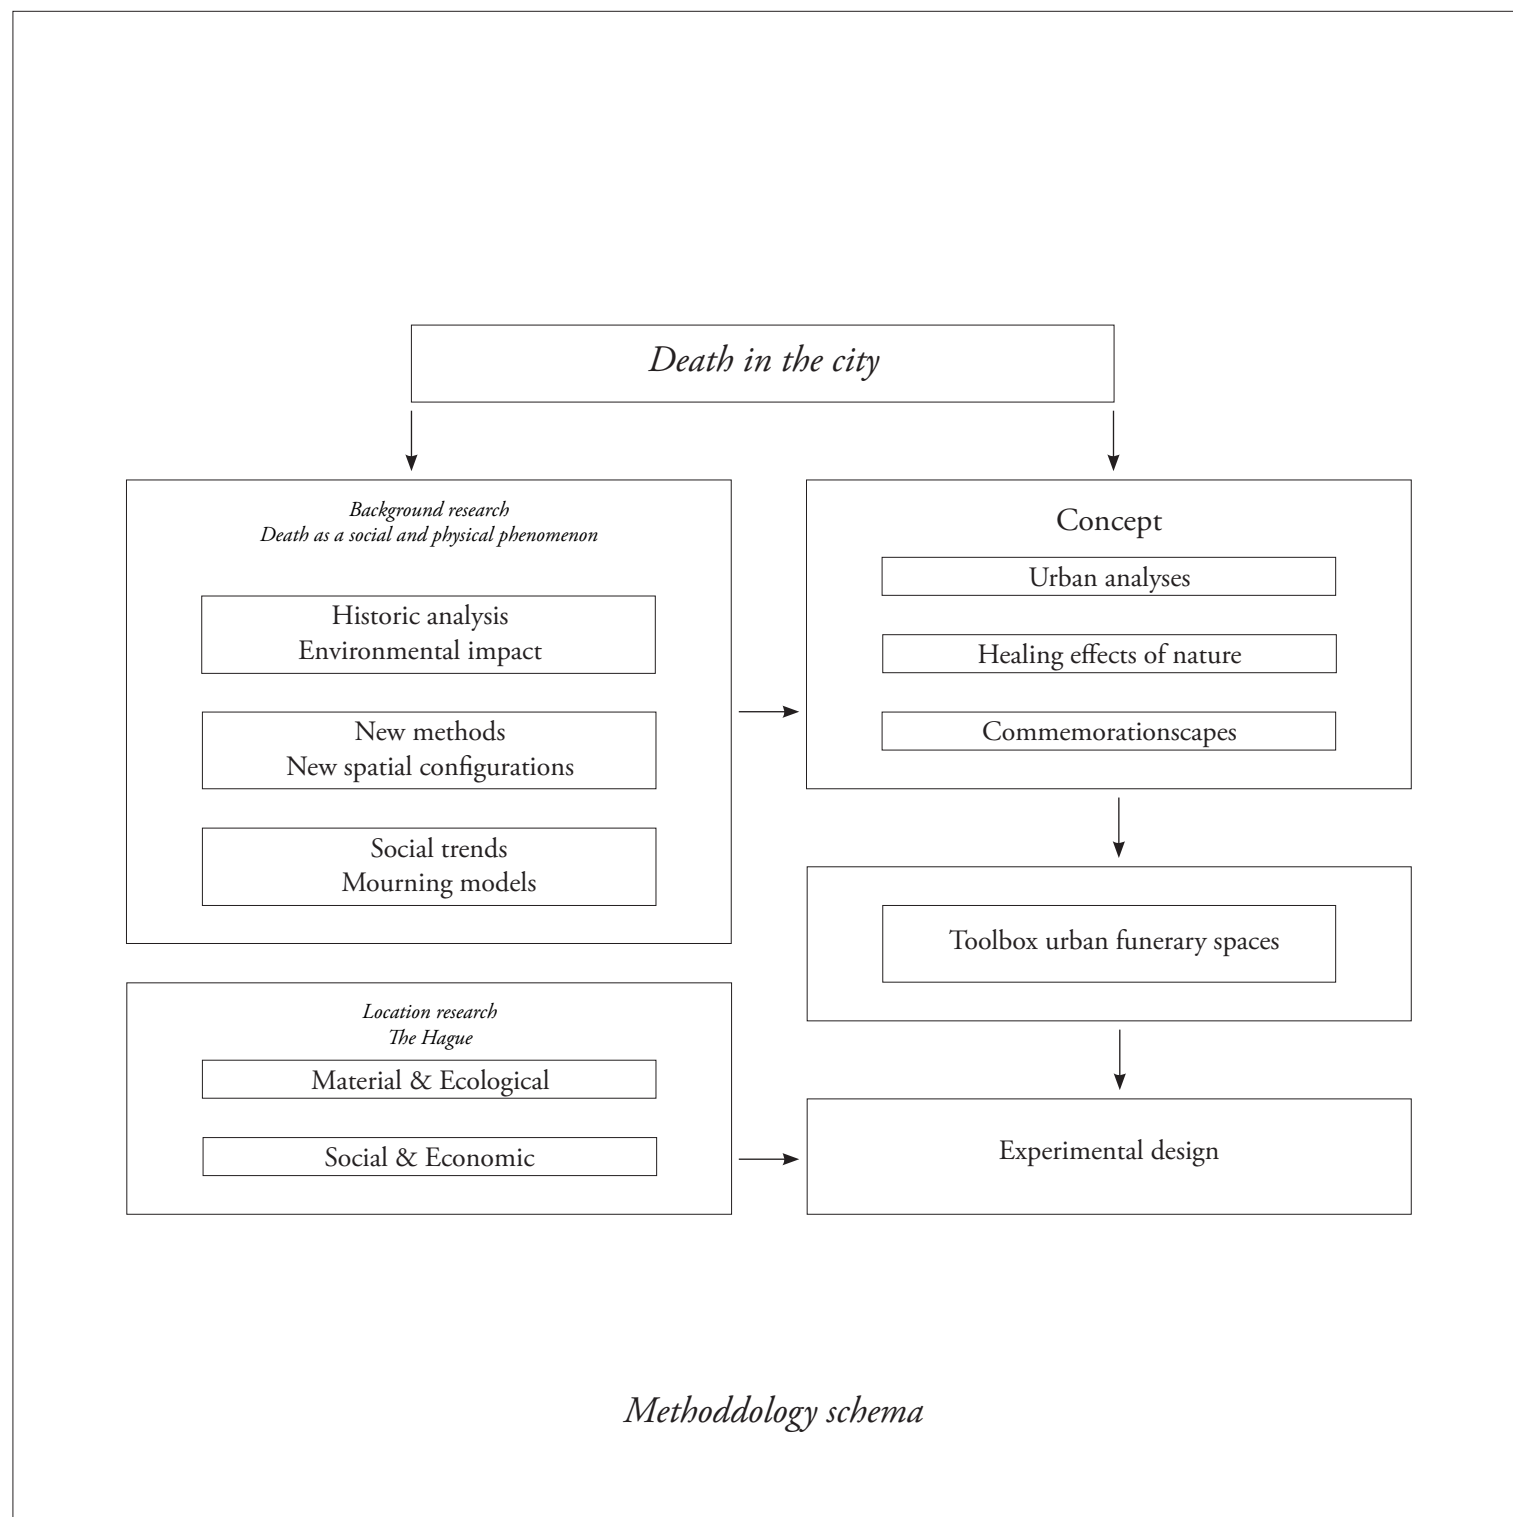 Death in the city
Background research
Death as a social and physical phenomenon
Historic analysis
Environmental impact
New methods
New spatial configurations
Social trends
Mourning models
Location research
The Hague
Material & Ecological
Social & Economic
Concept
Urban analyses
Healing effects of nature
Commemorationscapes
Toolbox urban funerary spaces
Experimental design
Methoddology schema